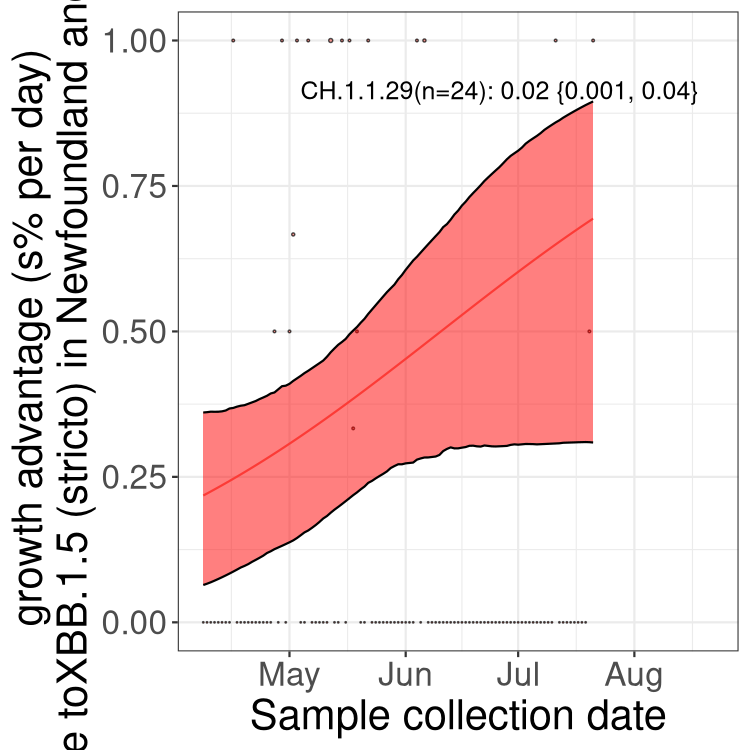 growth advantage (s% per day)
toXBB.1.5 (stricto) in Newfoundland
1.00
0.75
0.50
0.25
0.00
CH.1.1.29(n=24): 0.02 {0.001, 0.04}
May Jun Jul Aug
Sample collection date